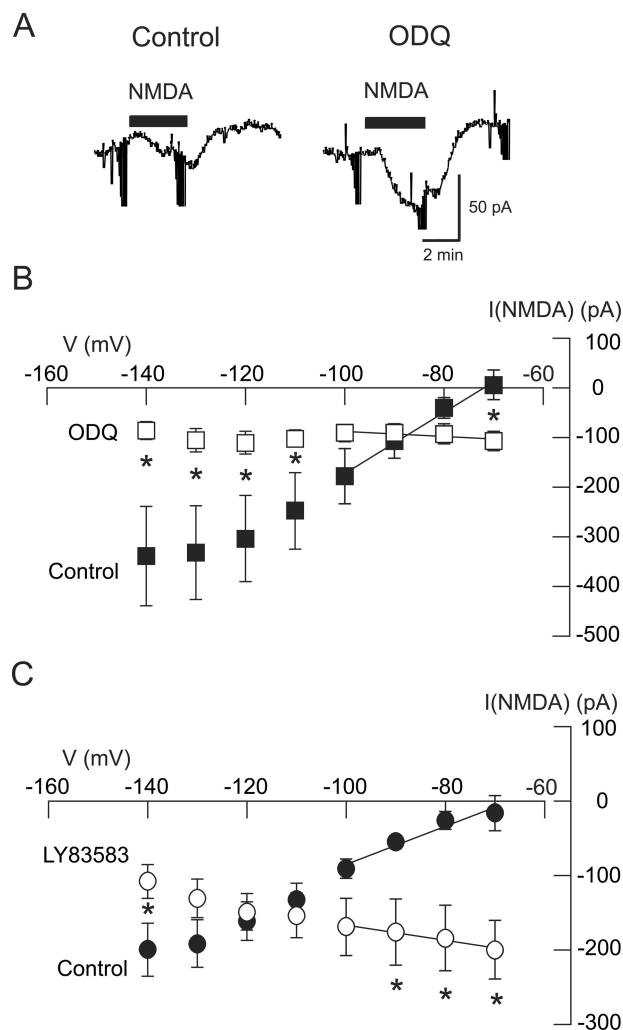 A
Control ODQ
NMDA NMDA
50 pA
2 min
B
I(NMDA) (pA)
V (mV)
100
-160 -140 -120 -100 -80 -60
0
ODQ
-100
* * * * *
-200
-300
Control
-400
-500
C
I(NMDA) (pA)
V (mV)
100
-160 -140 -120 -100 -80 -60
0
LY83583
-100
*
Control
-200
* * *
-300